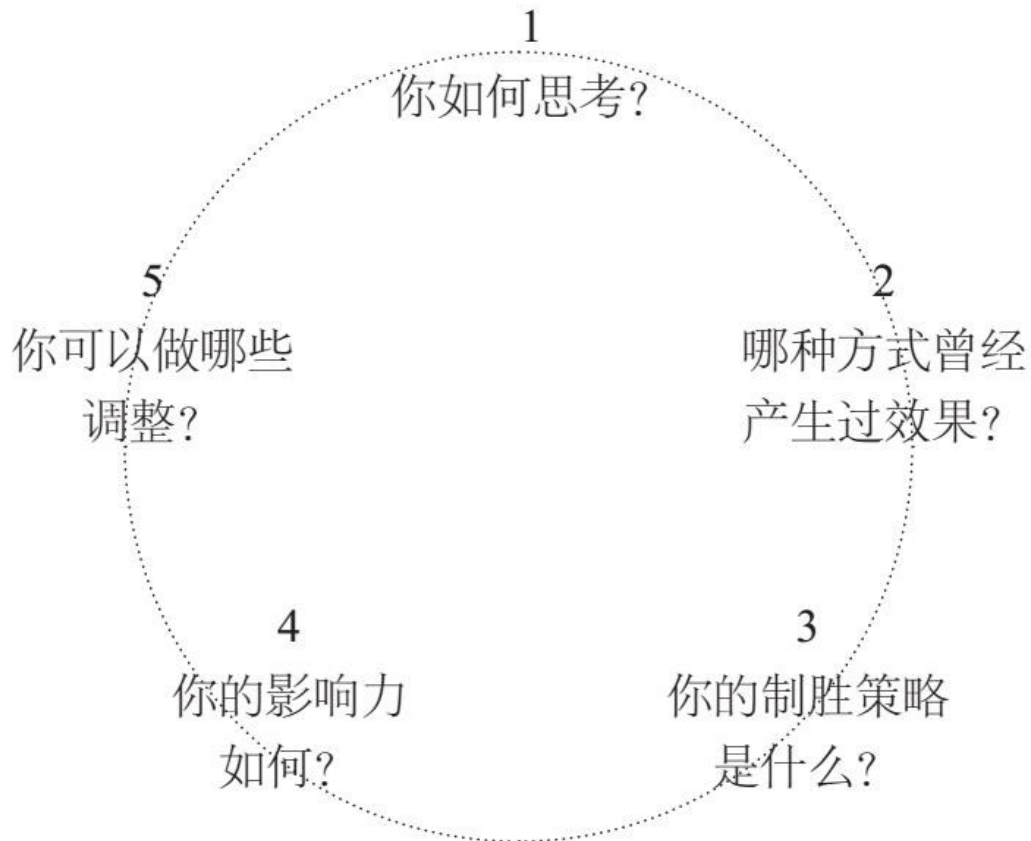 1
你如何思考?
2
哪种方式曾经
产生过效果?
3
你的制胜策略
是什么?
4
你的影响力
如何?
5
你可以做哪些
调整?